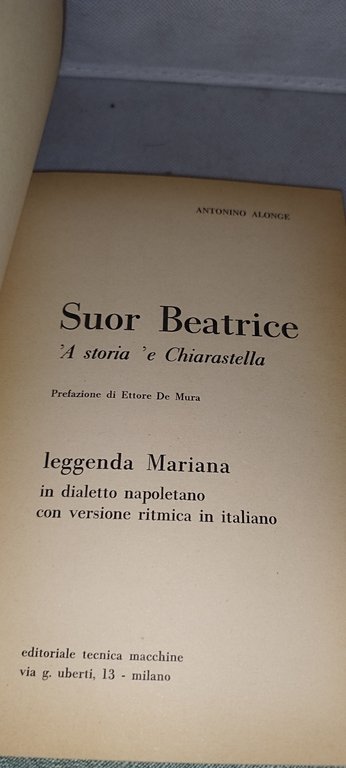 ANTONINO ALONGE
Suor Beatrice
'A storia 'e Chiarastella
Prefazione di Ettore De Mura
leggenda Mariana
in dialetto napoletano
con versione ritmica in italiano
editoriale tecnica macchine
via g. uberti, 13 - milano